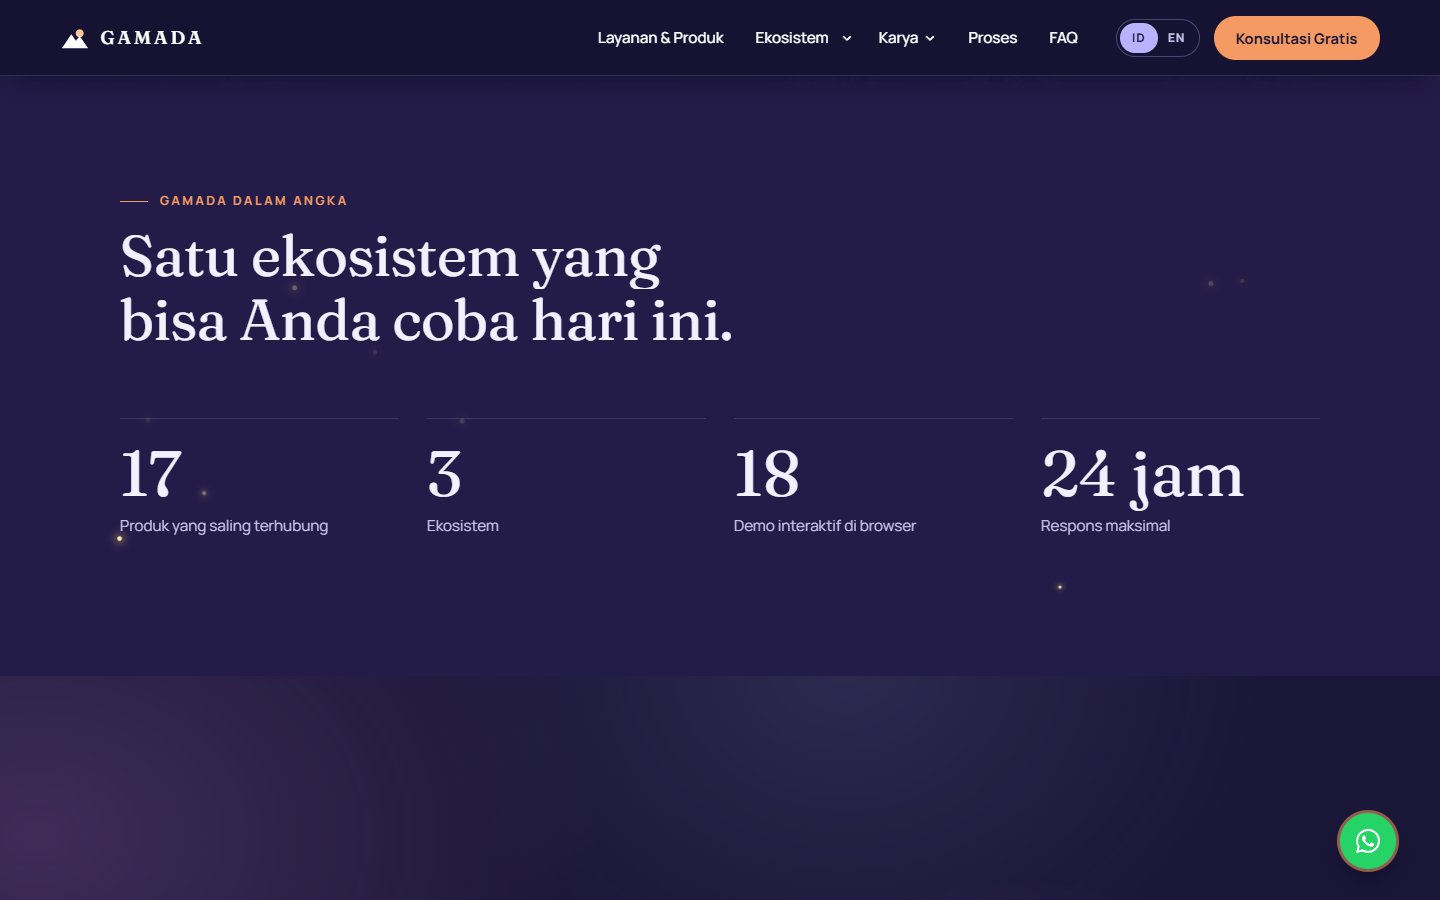 GAMADA
Layanan & Produk
Ekosistem
Karya
Proses
FAQ
ID
EN
Konsultasi Gratis
GAMADA DALAM ANGKA
Satu ekosistem yang
bisa Anda coba hari ini.
17
Produk yang saling terhubung
3
Ekosistem
18
Demo interaktif di browser
24 jam
Respons maksimal